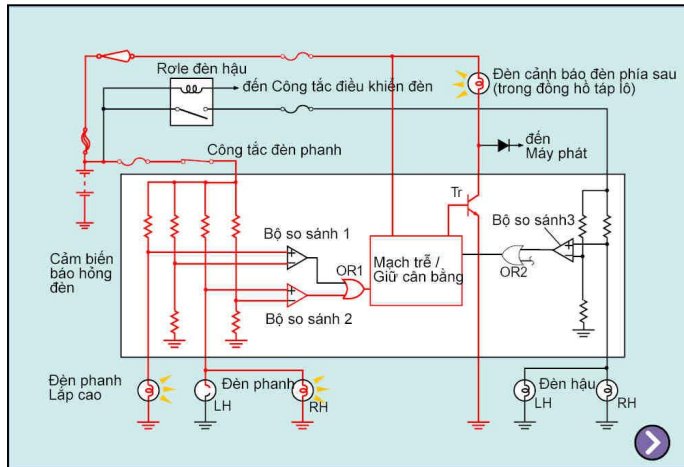 Rơle đèn hậu
đến Công tắc điều khiển đèn
Đèn cảnh báo đèn phía sau
(trong đồng hồ táp lô)
Công tắc đèn phanh
đến
Máy phát
Tr
Bộ so sánh3
Bộ so sánh 1
Cảm biến
báo hỏng
đèn
OR1
Mạch trễ /
Giữ cân bằng
OR2
Bộ so sánh 2
Đèn phanh
Lắp cao
Đèn phanh
LH
RH
Đèn hậu
LH
RH